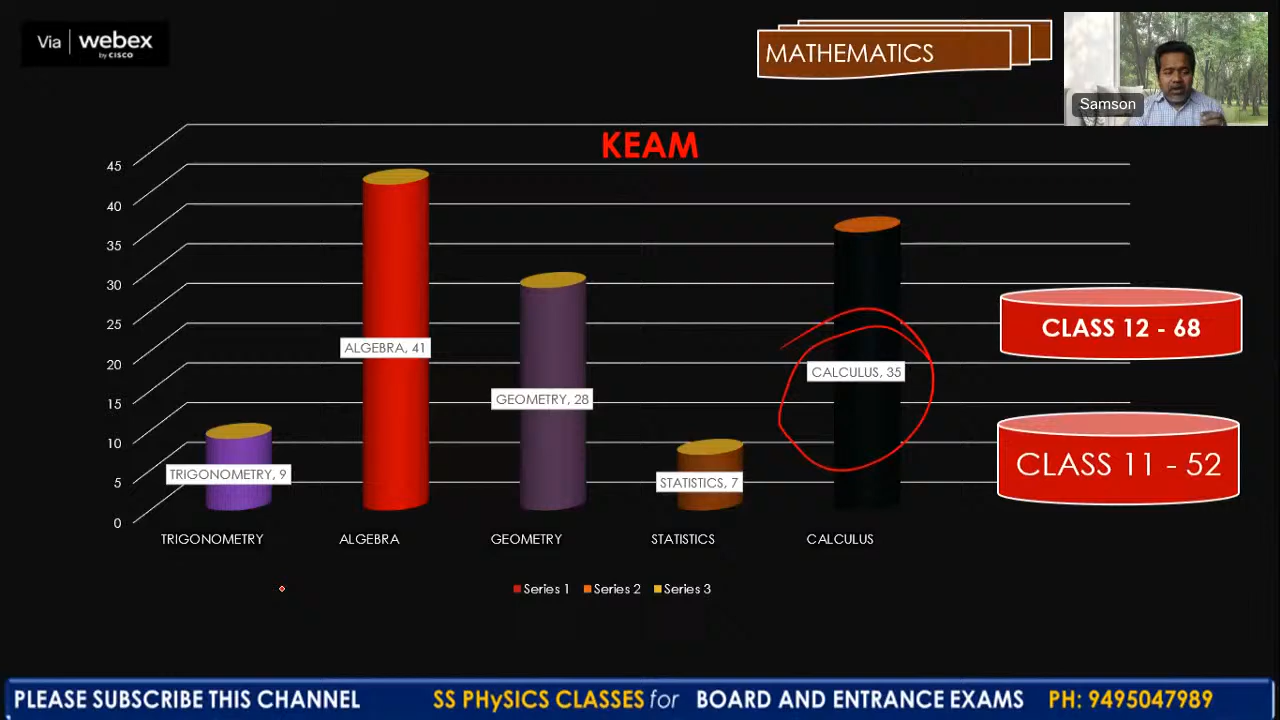 Via webex
by CISCO
MATHEMATICS
Samson
KEAM
45
40
35
30
25
20
15
10
5
0
ALGEBRA, 41
CALCULUS, 35
GEOMETRY, 28
TRIGONOMETRY, 9
STATISTICS, 7
CLASS 12 - 68
CLASS 11 - 52
TRIGONOMETRY
ALGEBRA
GEOMETRY
STATISTICS
CALCULUS
Series 1 Series 2 Series 3
PLEASE SUBSCRIBE THIS CHANNEL SS PHySICS CLASSES for BOARD AND ENTRANCE EXAMS PH: 9495047989